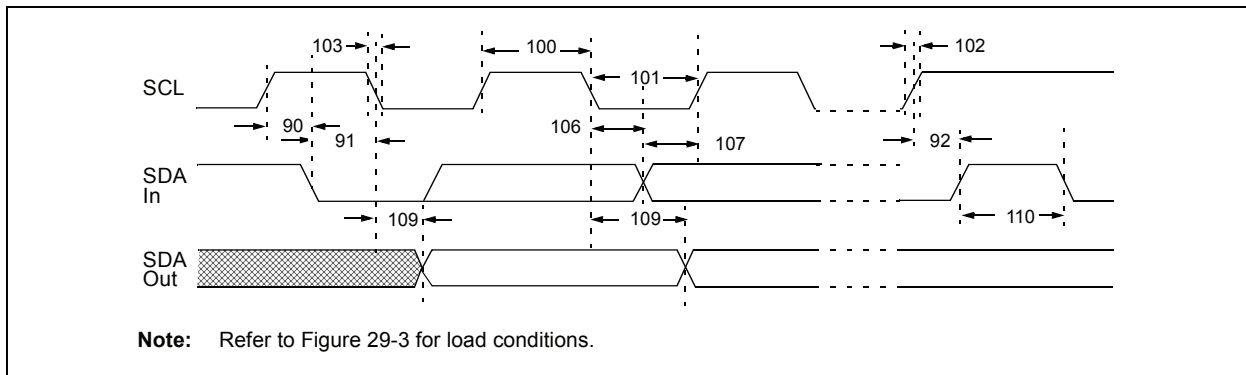 103
100
102
SCL
101
90
91
106
107
92
SDA
In
109
109
110
SDA
Out
Note: Refer to Figure 29-3 for load conditions.